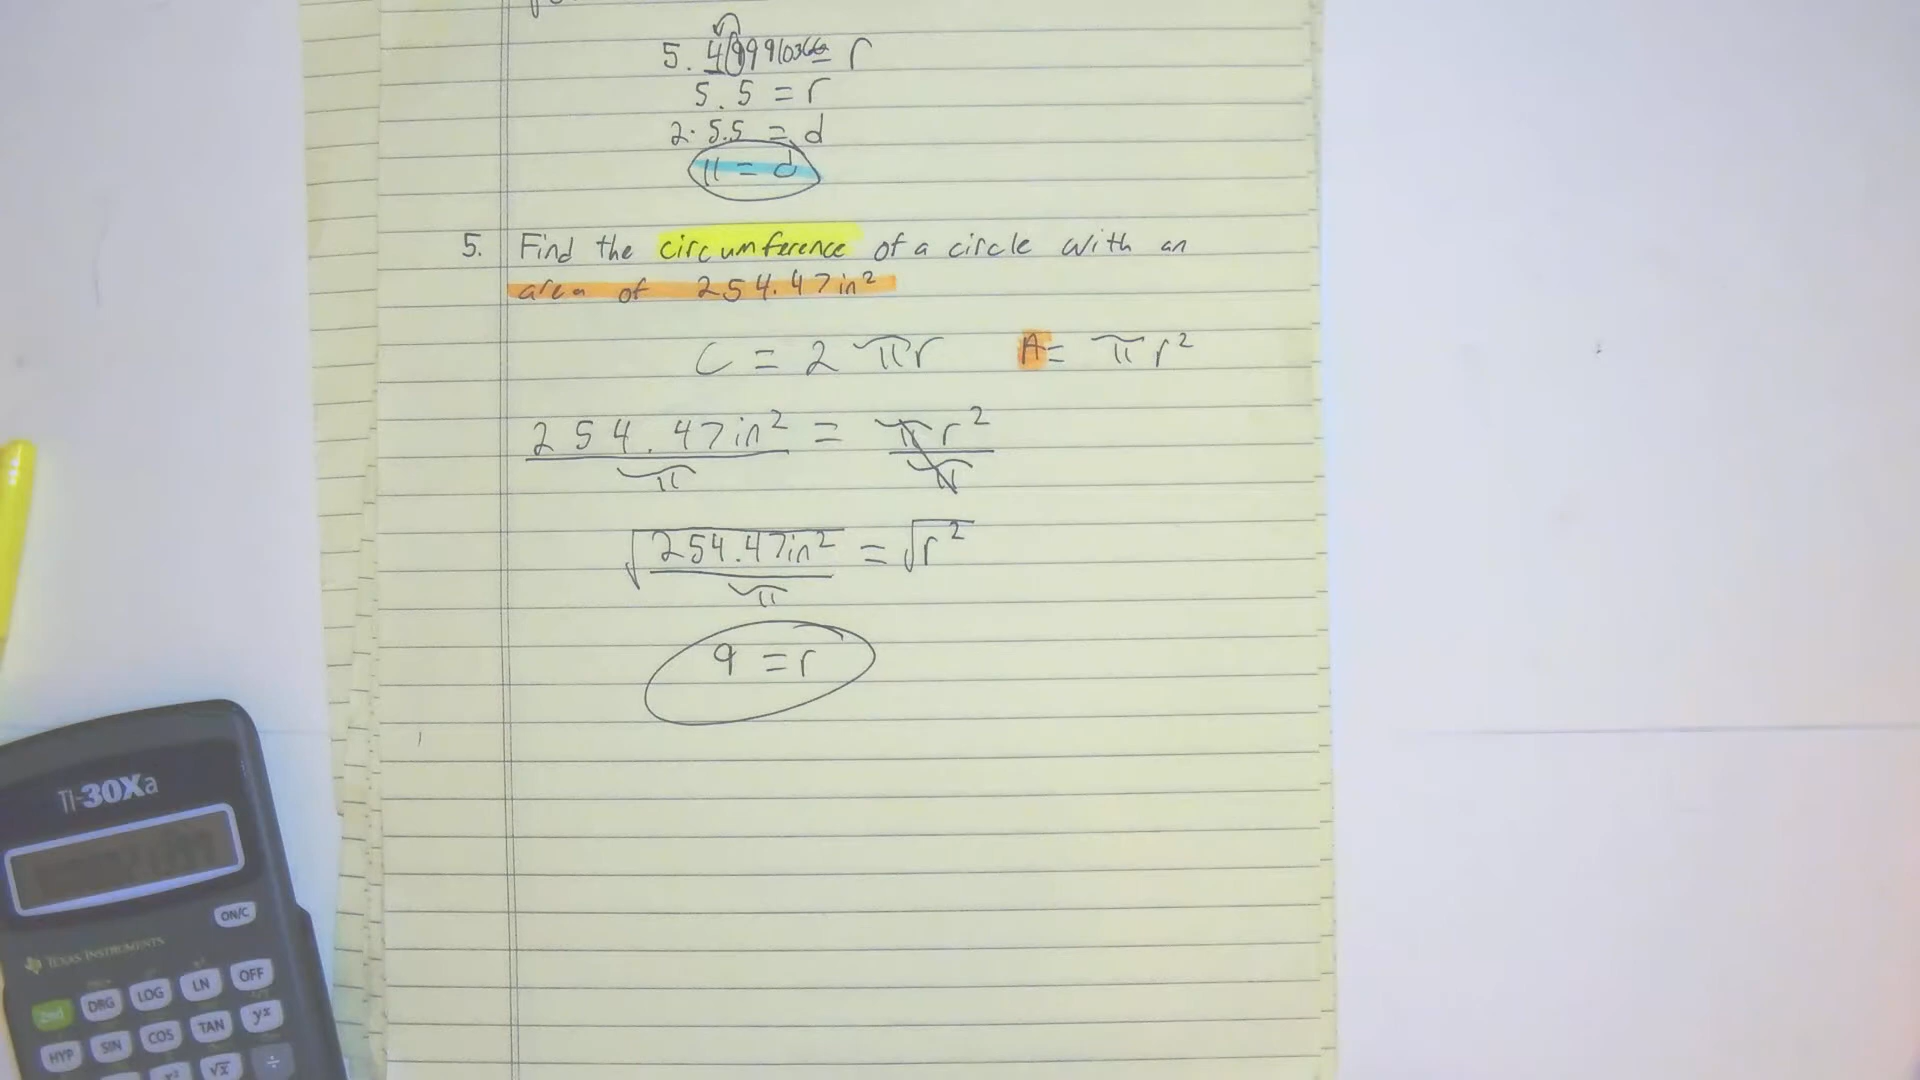 5.499910366 = r
5.5 = r
2·5.5 = d
11 = d
5. Find the circumference of a circle with an
area of 254.47in²
C = 2πr A = πr²
254.47in² / π = πr² / π
√(254.47in² / π) = √r²
9 = r
TI-30Xa
ON/C
TEXAS INSTRUMENTS
2nd DRG LOG LN OFF
HYP SIN COS TAN yˣ
x² √x ÷